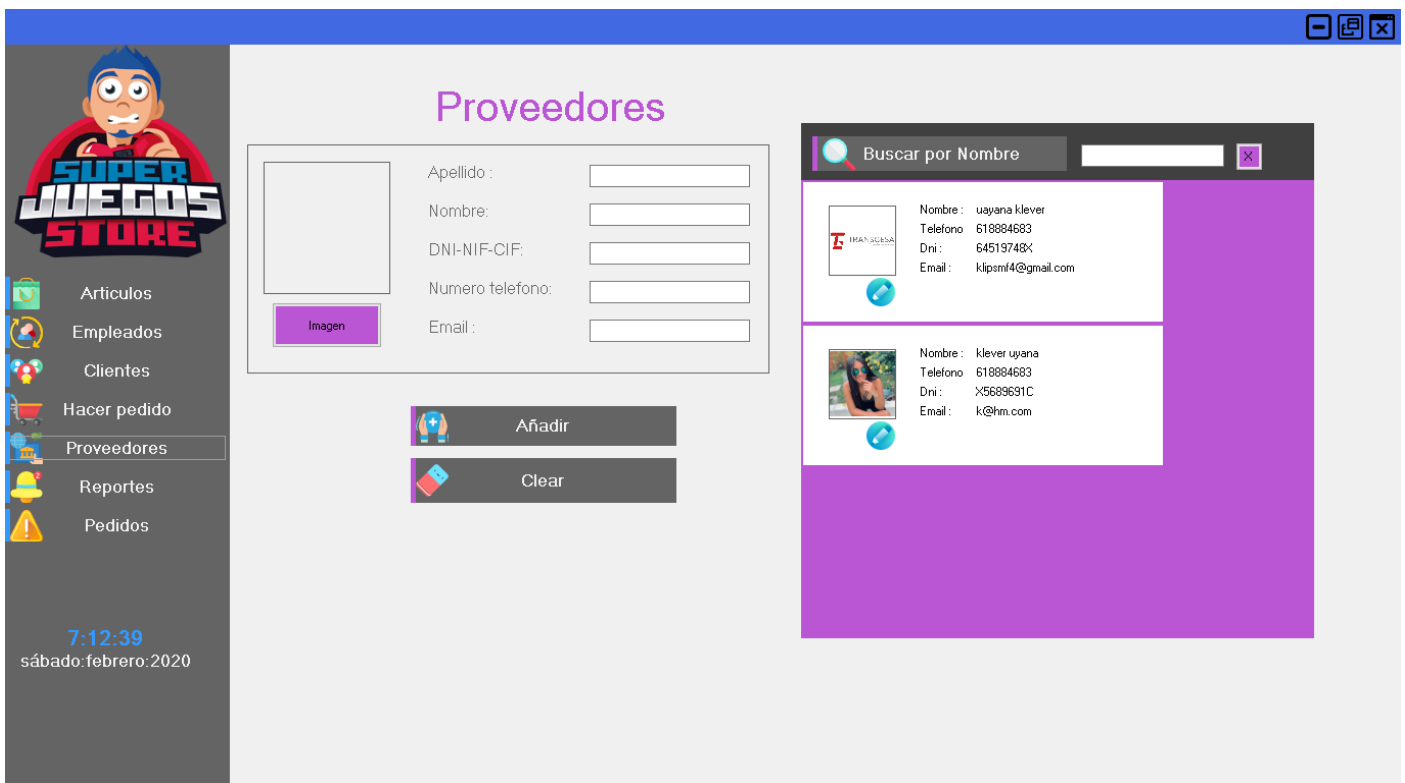 SUPER
JUEGOS
STORE
Articulos
Empleados
Clientes
Hacer pedido
Proveedores
Reportes
Pedidos
7:12:39
sábado:febrero:2020
Proveedores
Apellido :
Nombre:
DNI-NIF-CIF:
Numero telefono:
Email :
Imagen
Añadir
Clear
Buscar por Nombre
X
TRANSGESA
Nombre : uayana klever
Telefono 618884683
Dni : 64519748X
Email : klipsmf4@gmail.com
Nombre : klever uyana
Telefono 618884683
Dni : X5689691C
Email : k@hm.com